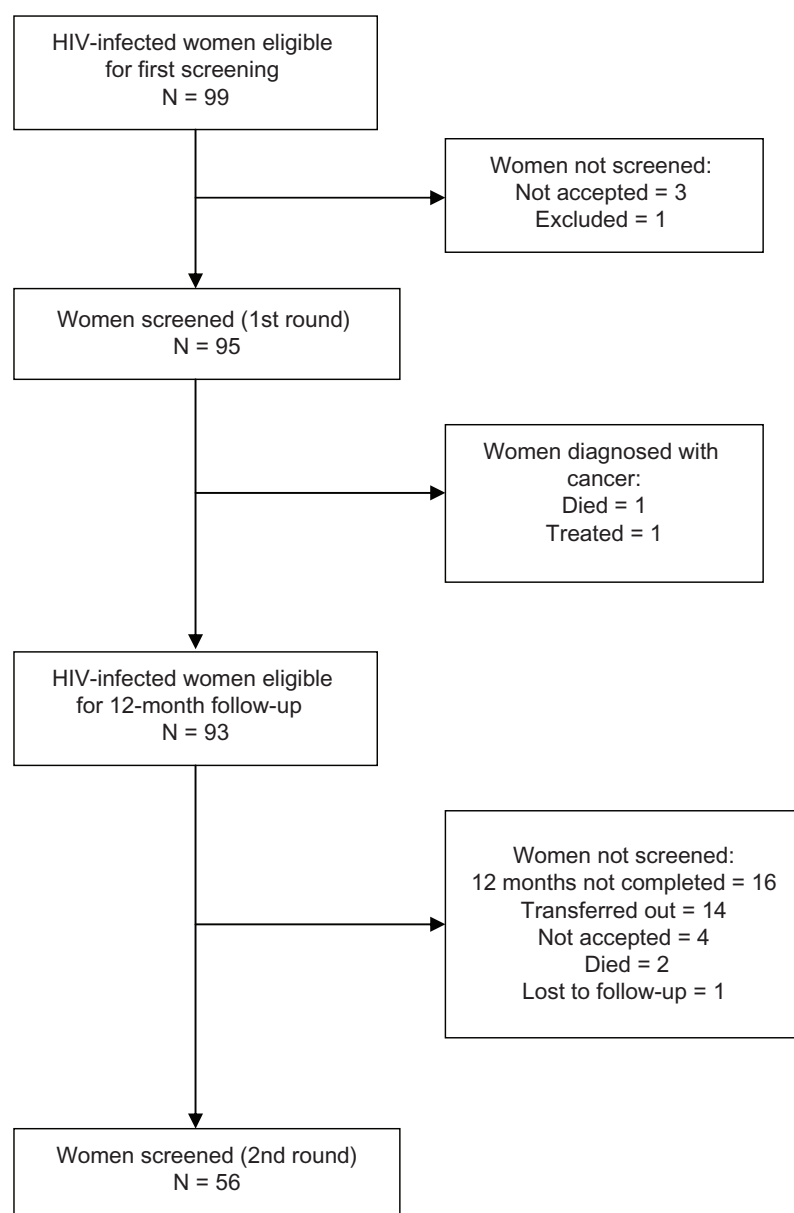 HIV-infected women eligible
for first screening
N = 99
Women not screened:
Not accepted = 3
Excluded = 1
Women screened (1st round)
N = 95
Women diagnosed with
cancer:
Died = 1
Treated = 1
HIV-infected women eligible
for 12-month follow-up
N = 93
Women not screened:
12 months not completed = 16
Transferred out = 14
Not accepted = 4
Died = 2
Lost to follow-up = 1
Women screened (2nd round)
N = 56